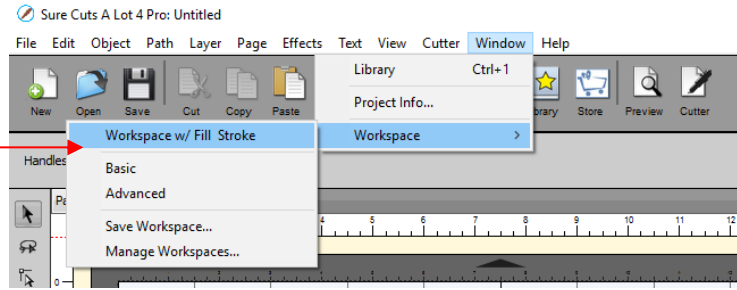 Sure Cuts A Lot 4 Pro: Untitled
File Edit Object Path Layer Page Effects Text View Cutter Window Help
Library Ctrl+1
Project Info...
Workspace
New Open Save Cut Copy Paste brary Store Preview Cutter
Workspace w/ Fill Stroke
Handles
Basic
Advanced
Save Workspace...
Manage Workspaces...
4 5 6 7 8 9 10 11 12
0